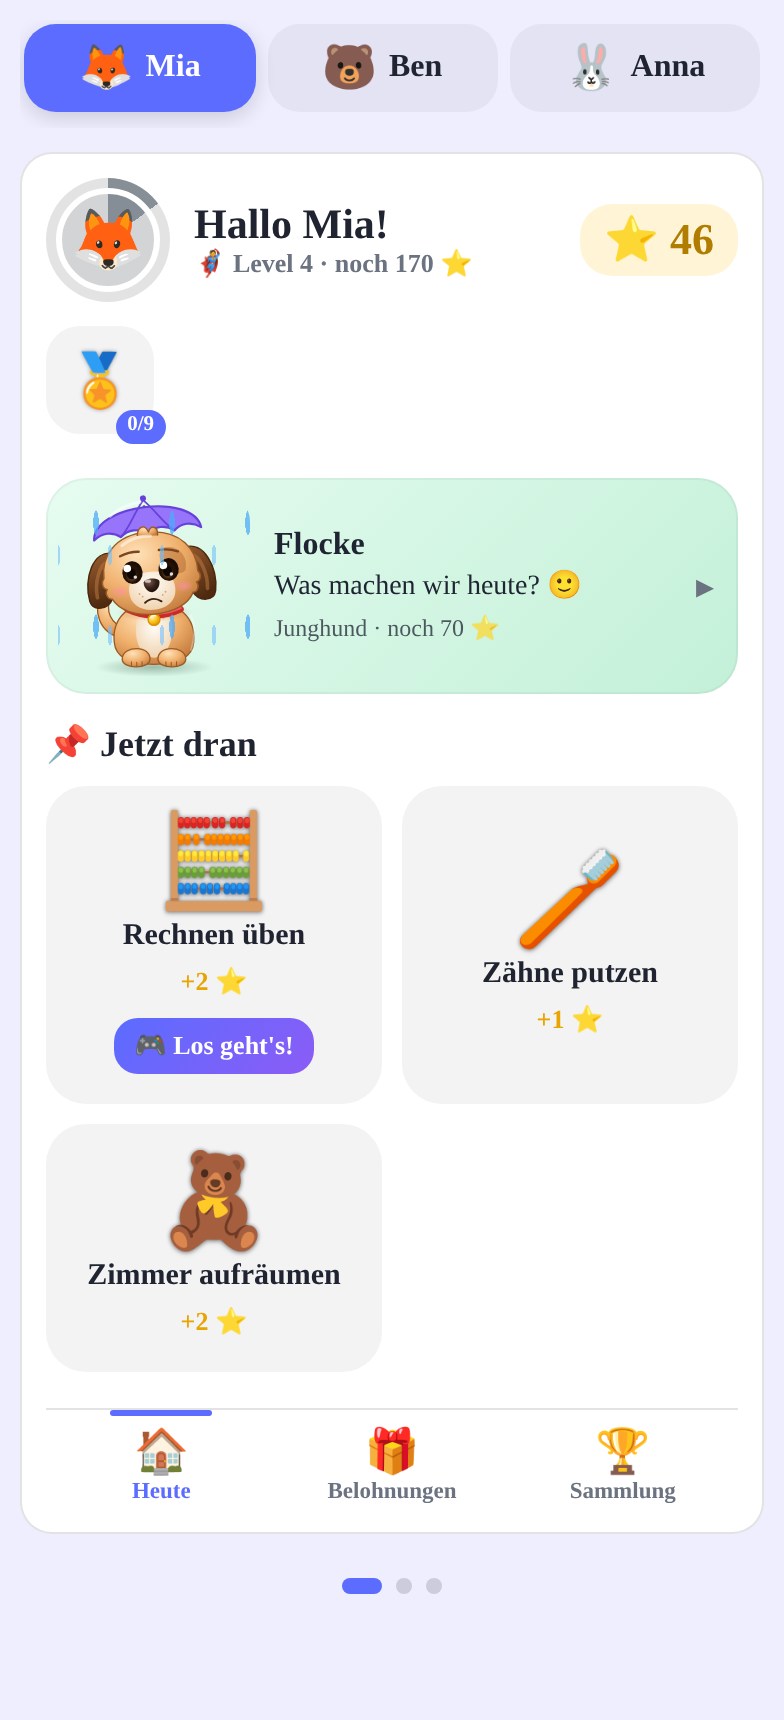 🦊 Mia
🐻 Ben
🐰 Anna
Hallo Mia!
🦸 Level 4 · noch 170 ⭐
⭐ 46
0/9
Flocke
Was machen wir heute? 🙂
Junghund · noch 70 ⭐
▶
📌 Jetzt dran
Rechnen üben
+2 ⭐
🎮 Los geht's!
Zähne putzen
+1 ⭐
Zimmer aufräumen
+2 ⭐
Heute
Belohnungen
Sammlung